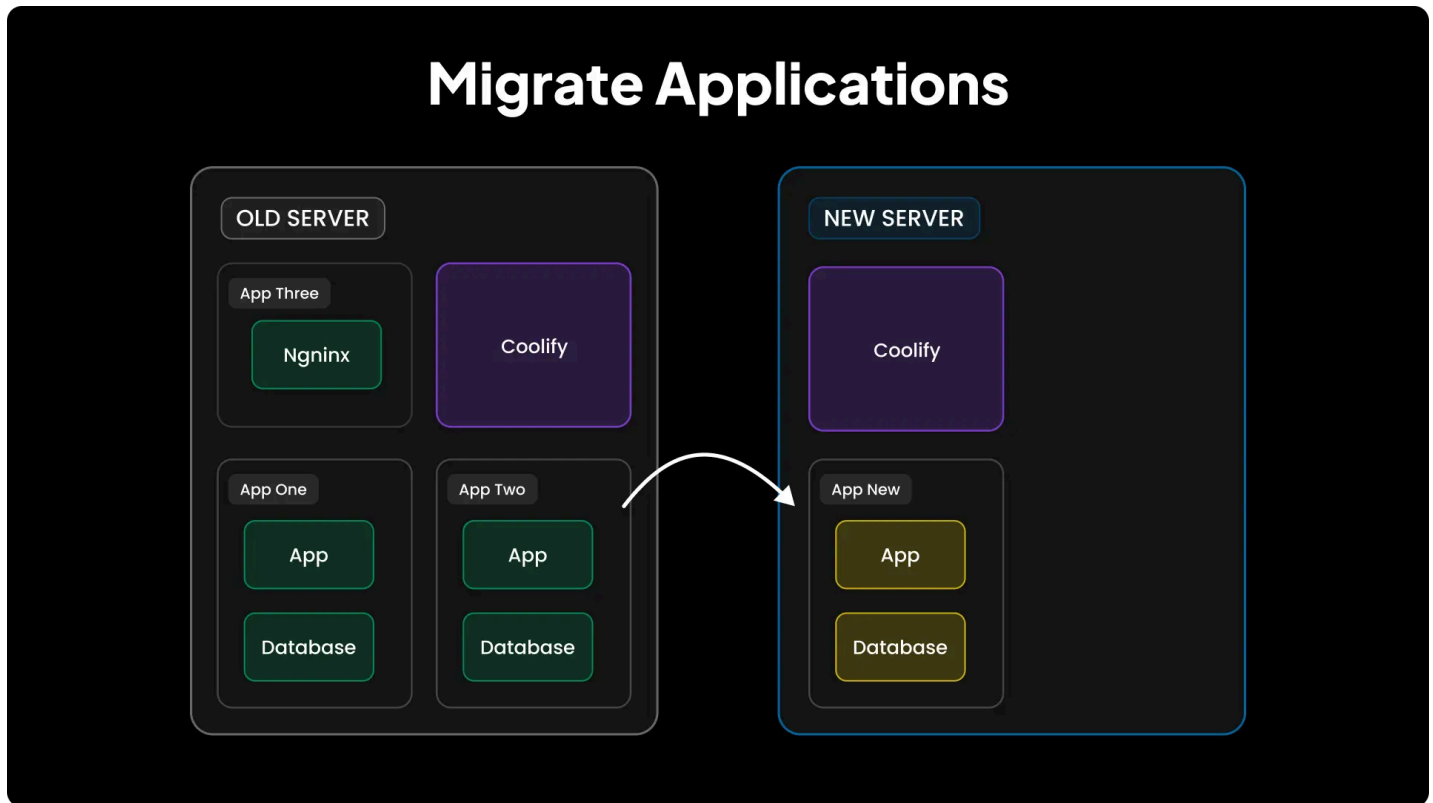 Migrate Applications
OLD SERVER
App Three
Ngninx
Coolify
App One
App
Database
App Two
App
Database
NEW SERVER
Coolify
App New
App
Database